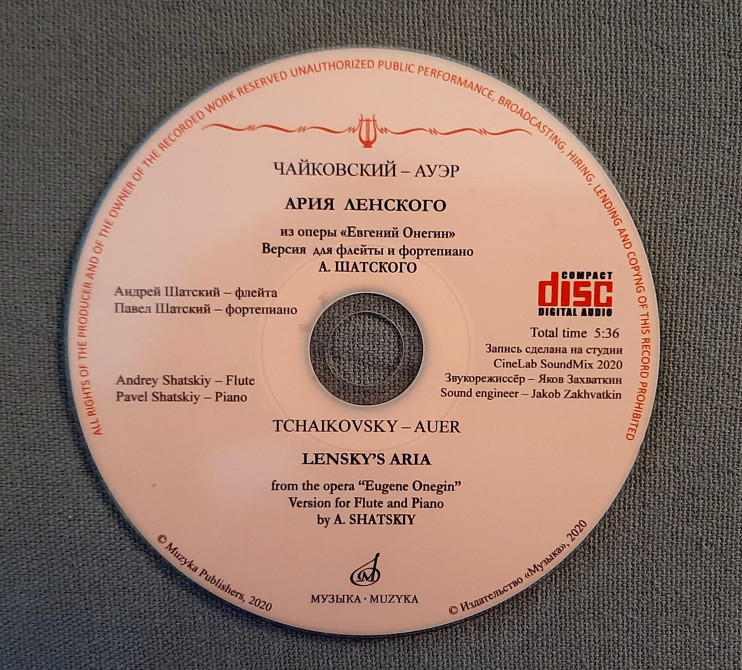 ALL RIGHTS OF THE PRODUCER AND OF THE OWNER OF THE RECORDED WORK RESERVED UNAUTHORIZED PUBLIC PERFORMANCE, BROADCASTING, HIRING, LENDING AND COPYNG OF THIS RECORD PROHIBITED
ЧАЙКОВСКИЙ – АУЭР
АРИЯ ЛЕНСКОГО
из оперы «Евгений Онегин»
Версия для флейты и фортепиано
А. ШАТСКОГО
Андрей Шатский – флейта
Павел Шатский – фортепиано
COMPACT
disc
DIGITAL AUDIO
Total time 5:36
Запись сделана на студии
CineLab SoundMix 2020
Звукорежиссёр – Яков Захваткин
Sound engineer – Jakob Zakhvatkin
Andrey Shatskiy – Flute
Pavel Shatskiy – Piano
TCHAIKOVSKY – AUER
LENSKY'S ARIA
from the opera “Eugene Onegin”
Version for Flute and Piano
by A. SHATSKIY
МУЗЫКА · MUZYKA
© Muzyka Publishers, 2020
© Издательство «Музыка», 2020